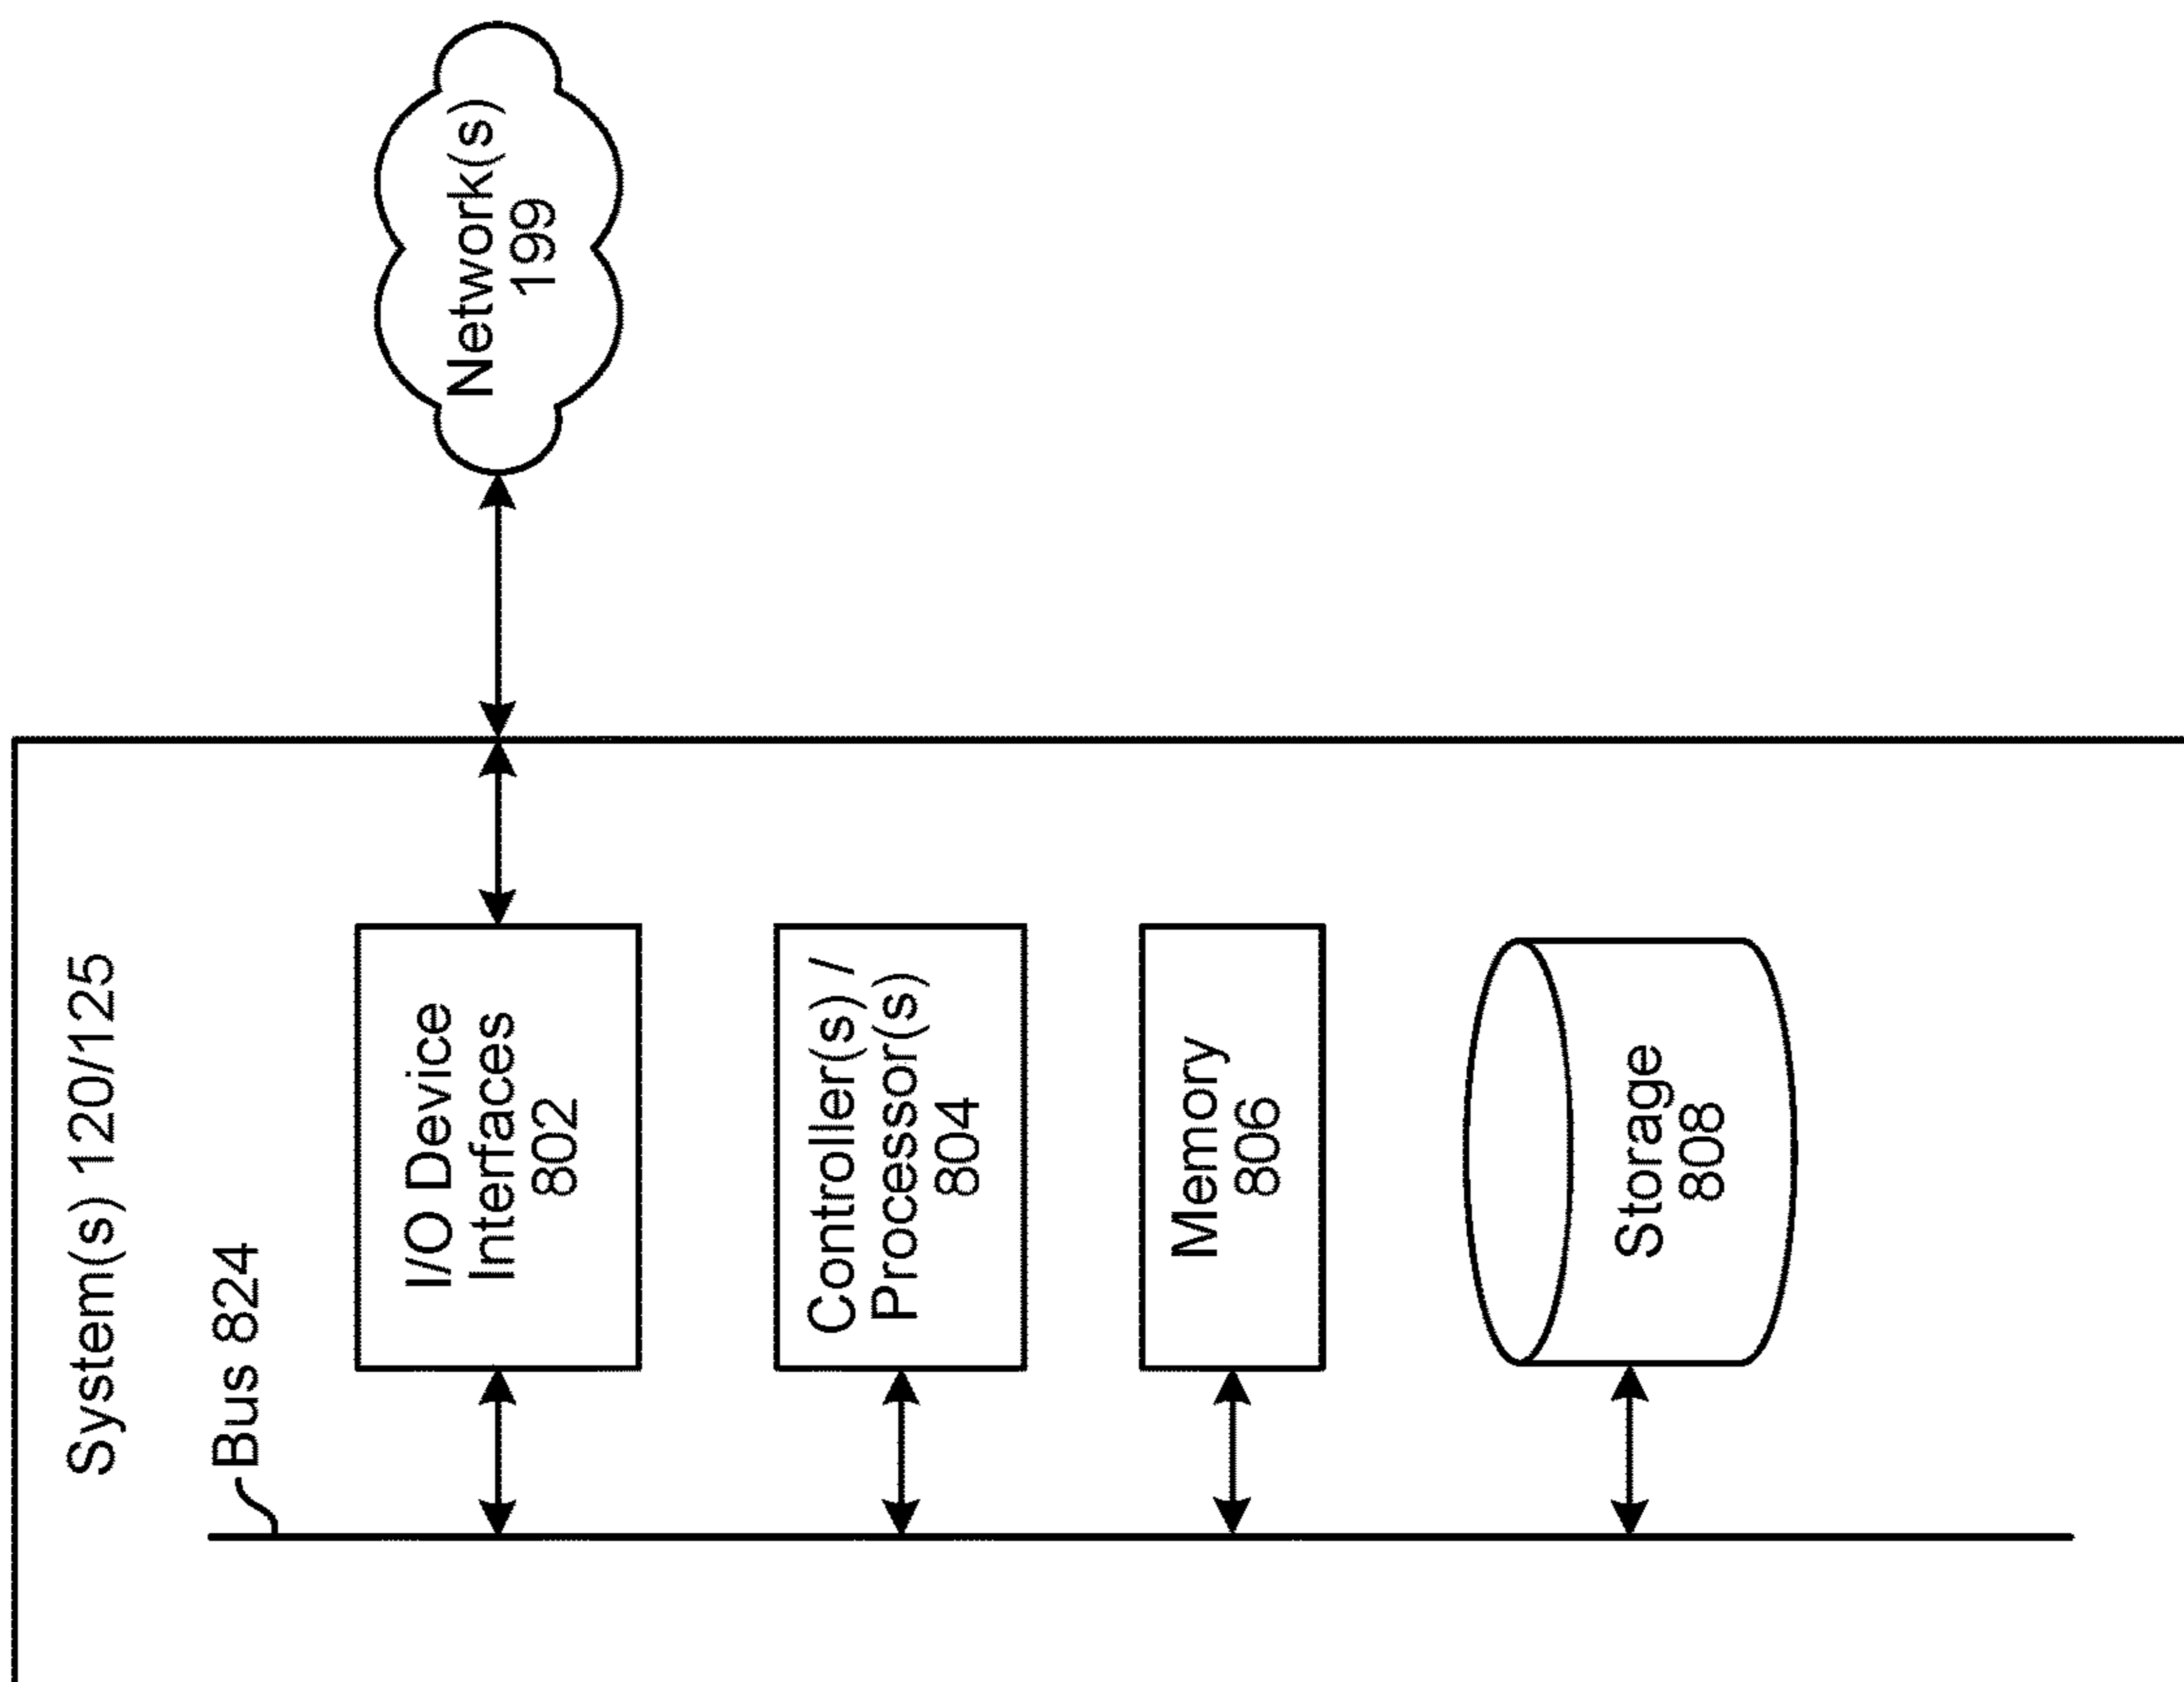 System(s) 120/125
Bus 824
I/O Device
Interfaces
802
Controller(s) /
Processor(s)
804
Memory
806
Storage
808
Network(s)
199